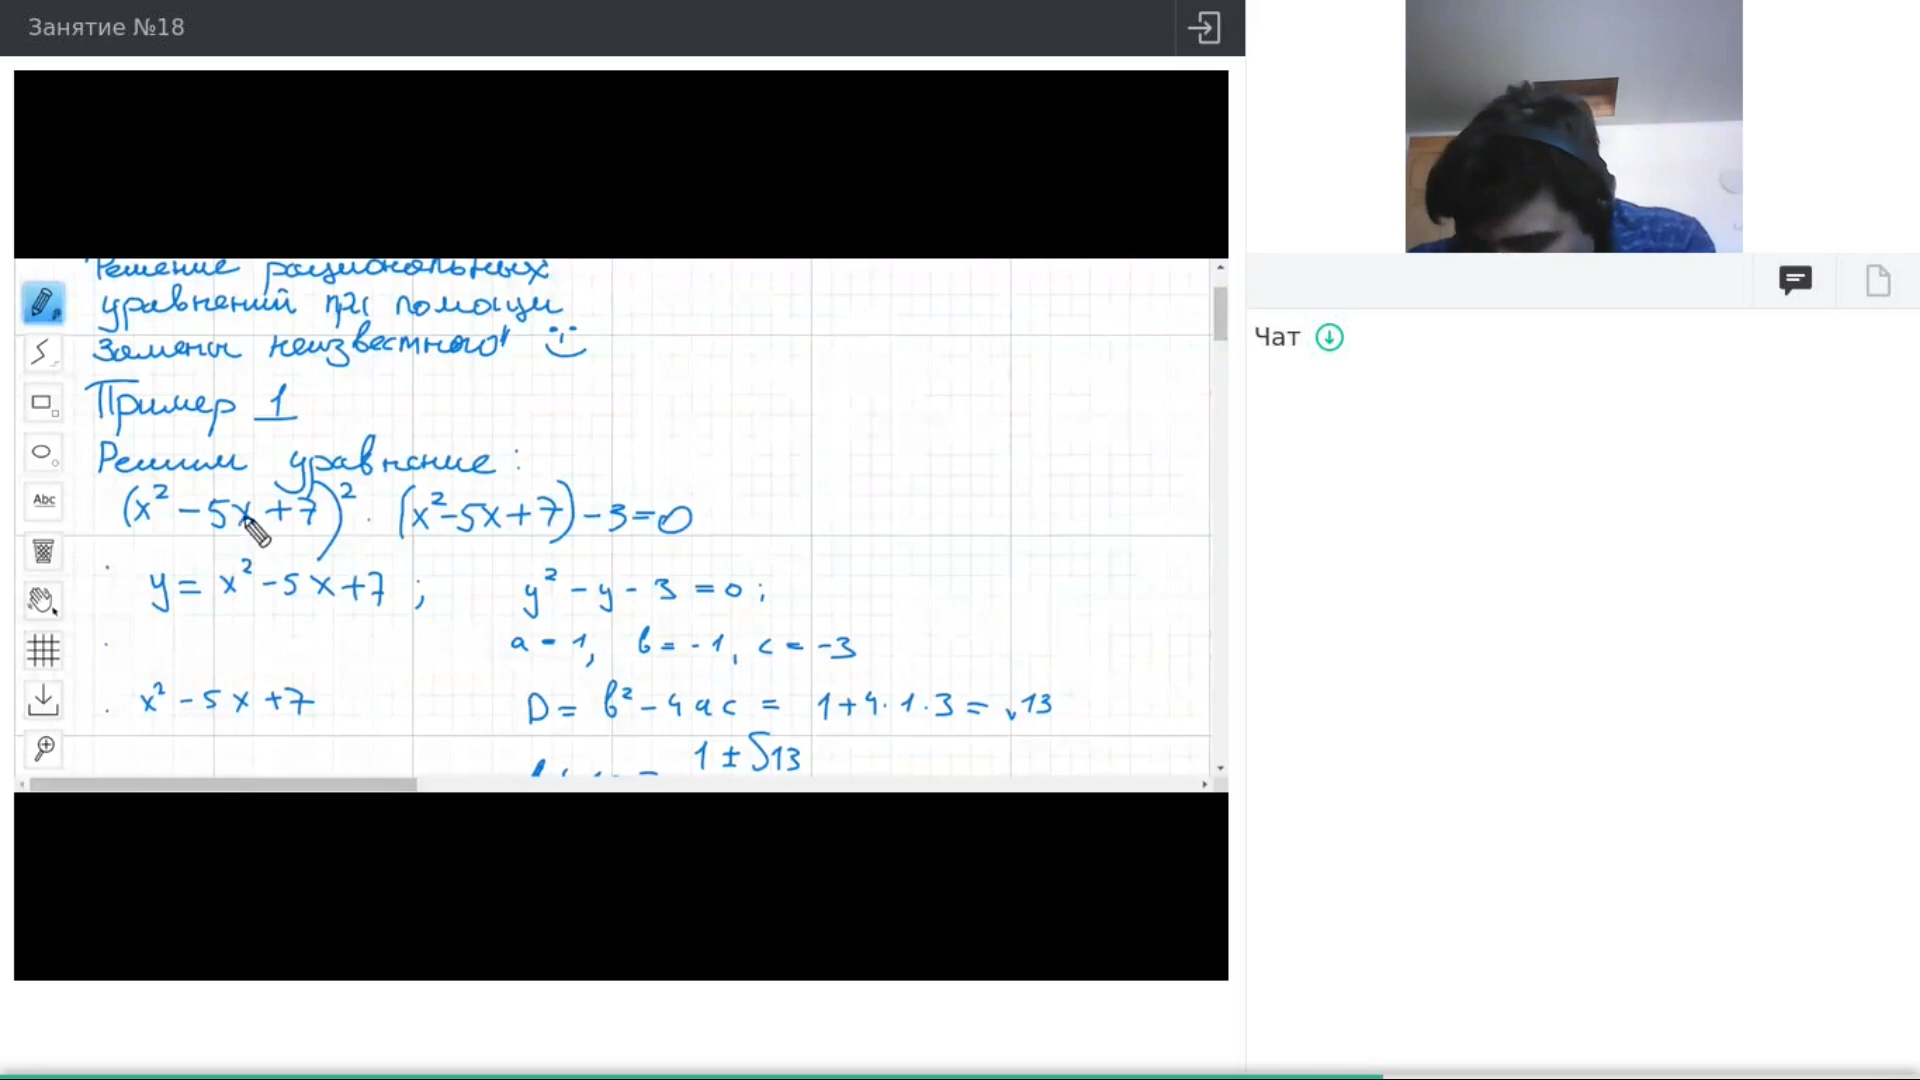 Занятие №18
Решение рациональных
уравнений при помощи
замены неизвестного
Пример 1
Решим уравнение:
(x² - 5x + 7)² · (x² - 5x + 7) - 3 = 0
y = x² - 5x + 7 ; y² - y - 3 = 0 ;
a = 1, b = -1, c = -3
x² - 5x + 7 D = b² - 4ac = 1 + 4 · 1 · 3 = 13
1 ± √13
Abc
Чат